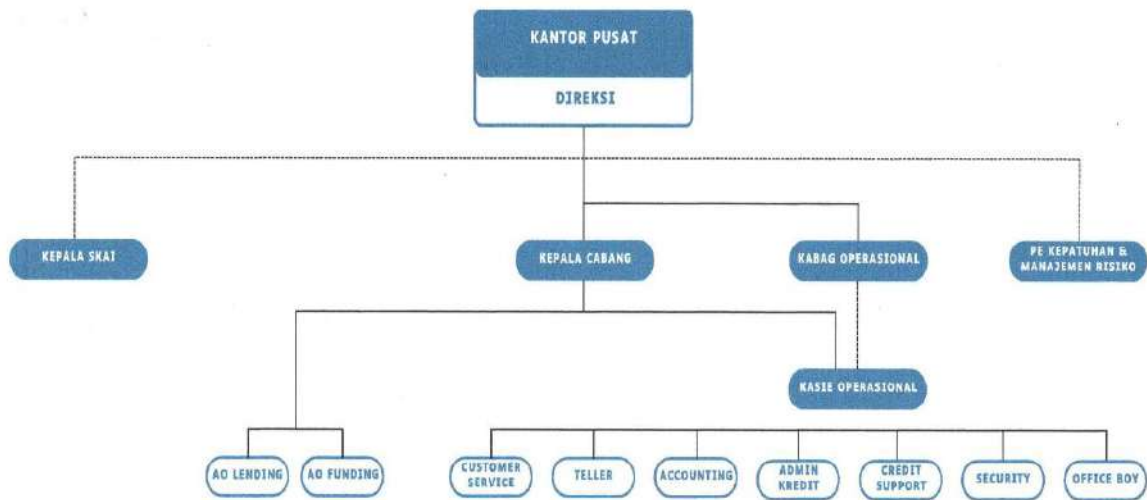 KANTOR PUSAT
DIREKSI
KEPALA SKAI
KEPALA CABANG
KABAG OPERASIONAL
PE KEPATUHAN &
MANAJEMEN RISIKO
KASIE OPERASIONAL
AO LENDING
AO FUNDING
CUSTOMER
SERVICE
TELLER
ACCOUNTING
ADMIN
KREDIT
CREDIT
SUPPORT
SECURITY
OFFICE BOY